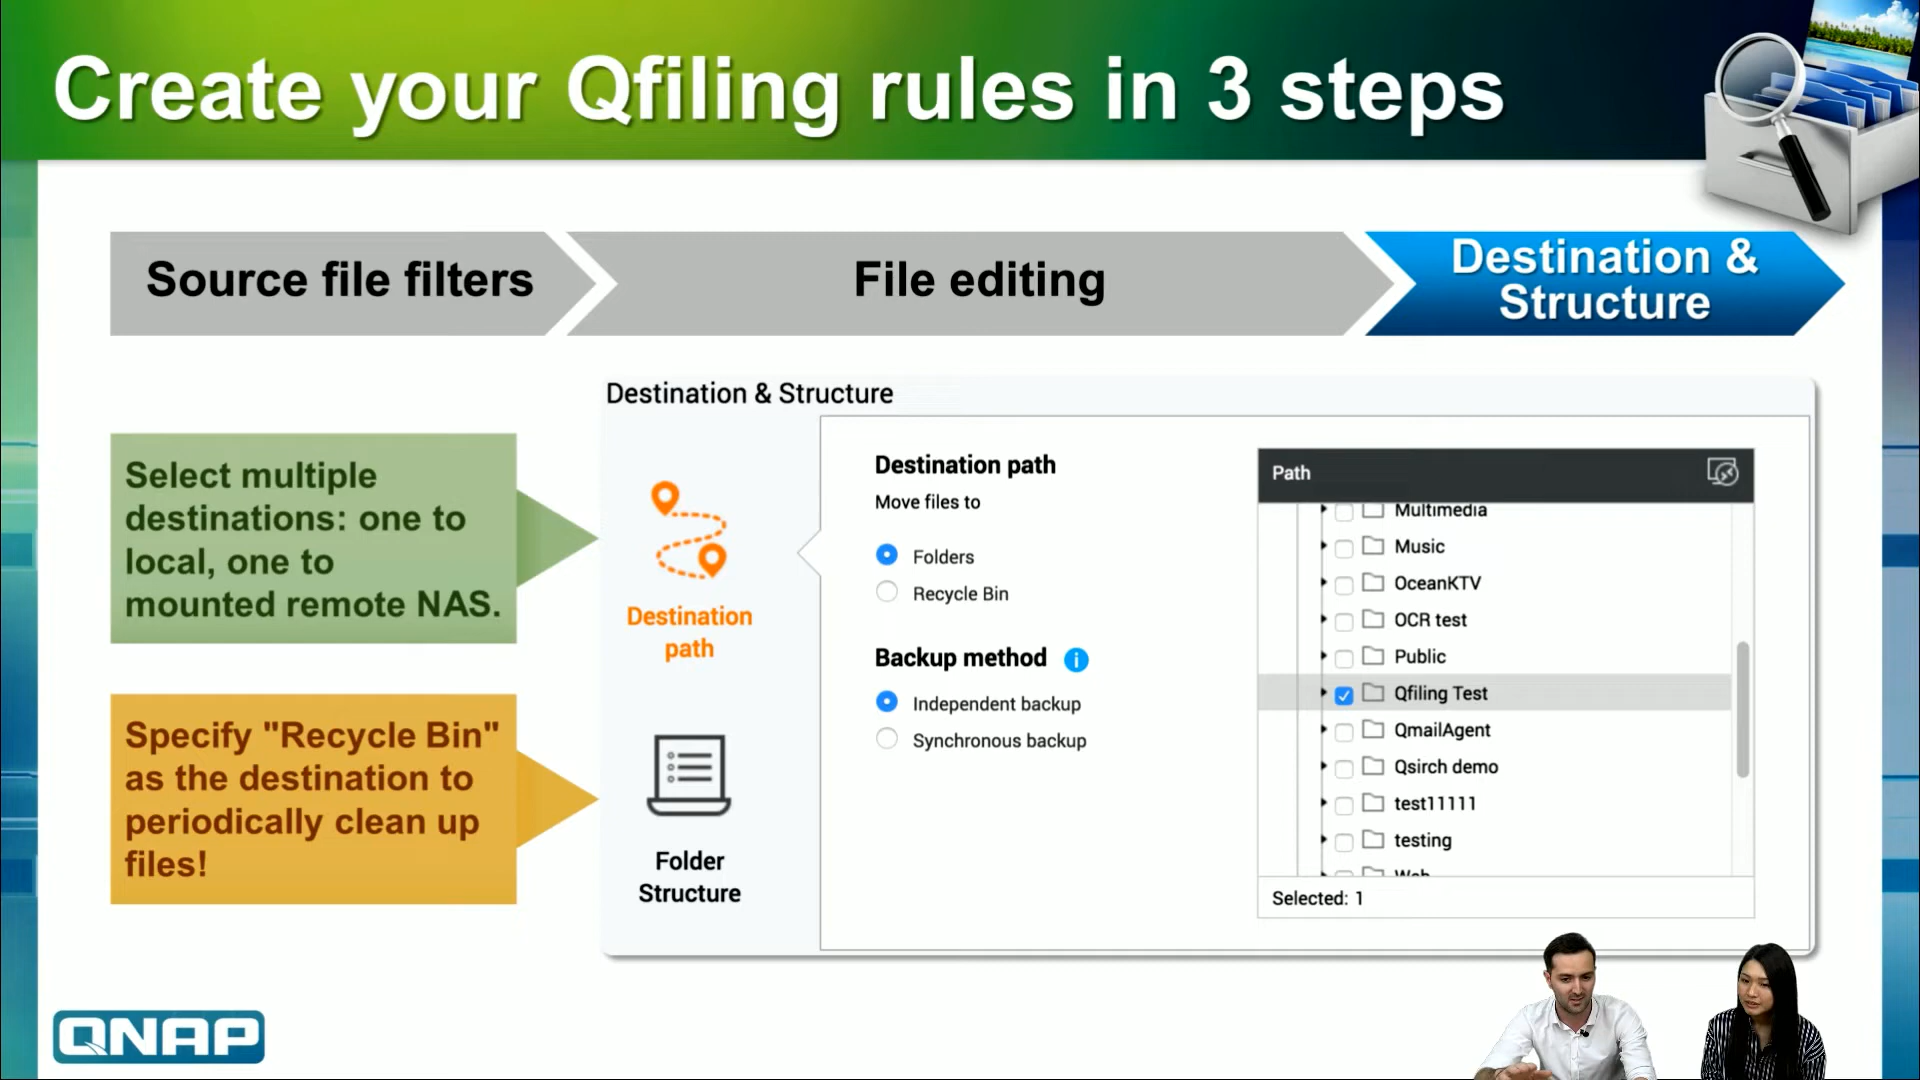 Create your Qfiling rules in 3 steps
Source file filters
File editing
Destination &
Structure
Select multiple
destinations: one to
local, one to
mounted remote NAS.
Specify "Recycle Bin"
as the destination to
periodically clean up
files!
Destination & Structure
Destination
path
Folder
Structure
Destination path
Move files to
Folders
Recycle Bin
Backup method
i
Independent backup
Synchronous backup
Path
Multimedia
Music
OceanKTV
OCR test
Public
Qfiling Test
QmailAgent
Qsirch demo
test11111
testing
Web
Selected: 1
QNAP